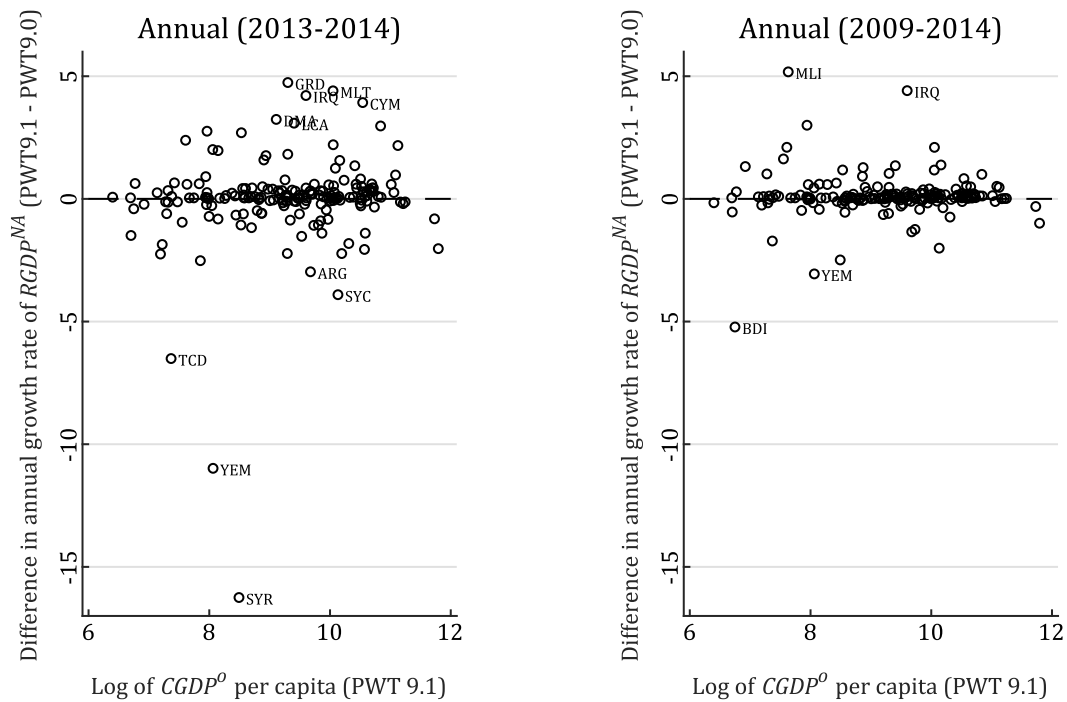 Annual (2013-2014)
Difference in annual growth rate of RGDP^NA (PWT9.1 - PWT9.0)
5
0
-5
-10
-15
GRD
MLT
IRQ
CYM
DMA
LCA
ARG
SYC
TCD
YEM
SYR
6 8 10 12
Log of CGDP^o per capita (PWT 9.1)
Annual (2009-2014)
Difference in annual growth rate of RGDP^NA (PWT9.1 - PWT9.0)
5
0
-5
-10
-15
MLI
IRQ
YEM
BDI
6 8 10 12
Log of CGDP^o per capita (PWT 9.1)